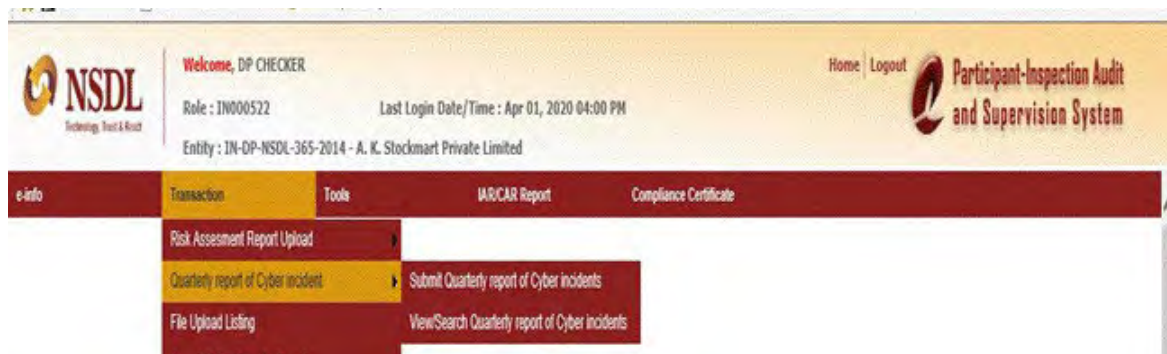 NSDL
Technology, Trust & Reach
Welcome, DP CHECKER
Role : IN000522 Last Login Date/Time : Apr 01, 2020 04:00 PM
Entity : IN-DP-NSDL-365-2014 - A. K. Stockmart Private Limited
Home | Logout
Participant-Inspection Audit
and Supervision System
e-info Transaction Tools IAR/CAR Report Compliance Certificate
Risk Assesment Report Upload
Quarterly report of Cyber incident
File Upload Listing
Submit Quarterly report of Cyber incidents
View/Search Quarterly report of Cyber incidents